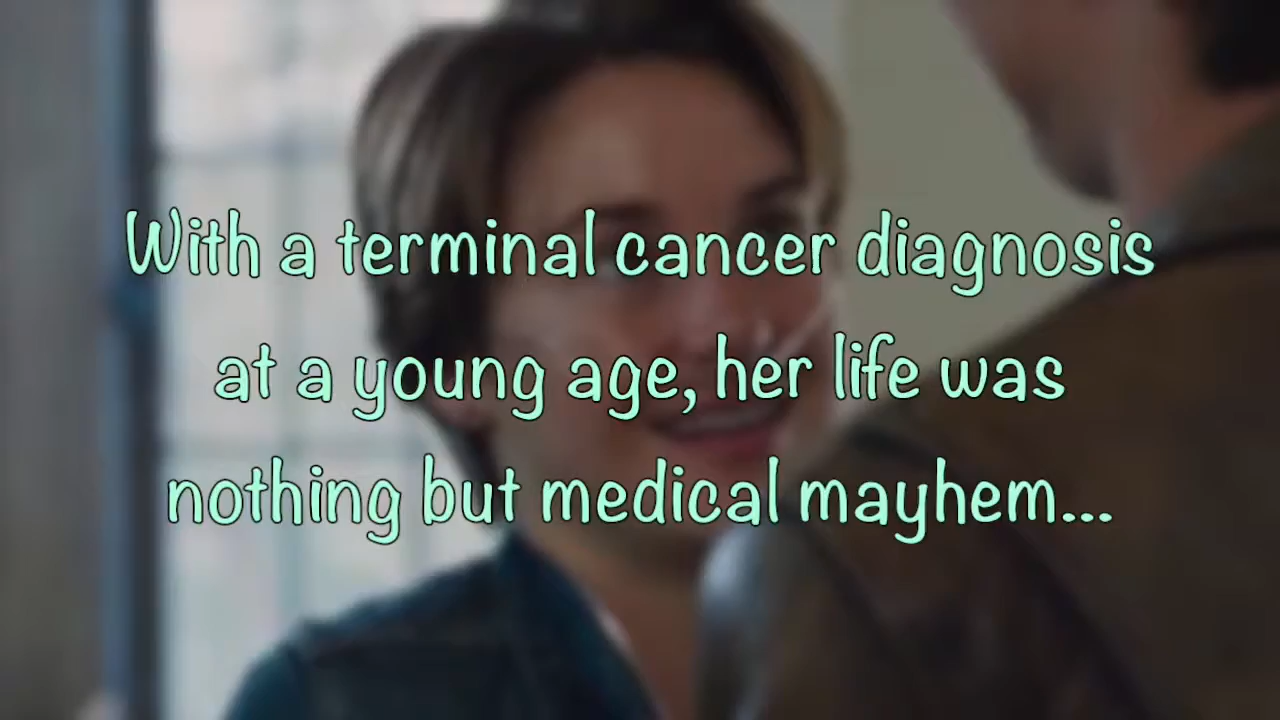 With a terminal cancer diagnosis
at a young age, her life was
nothing but medical mayhem...